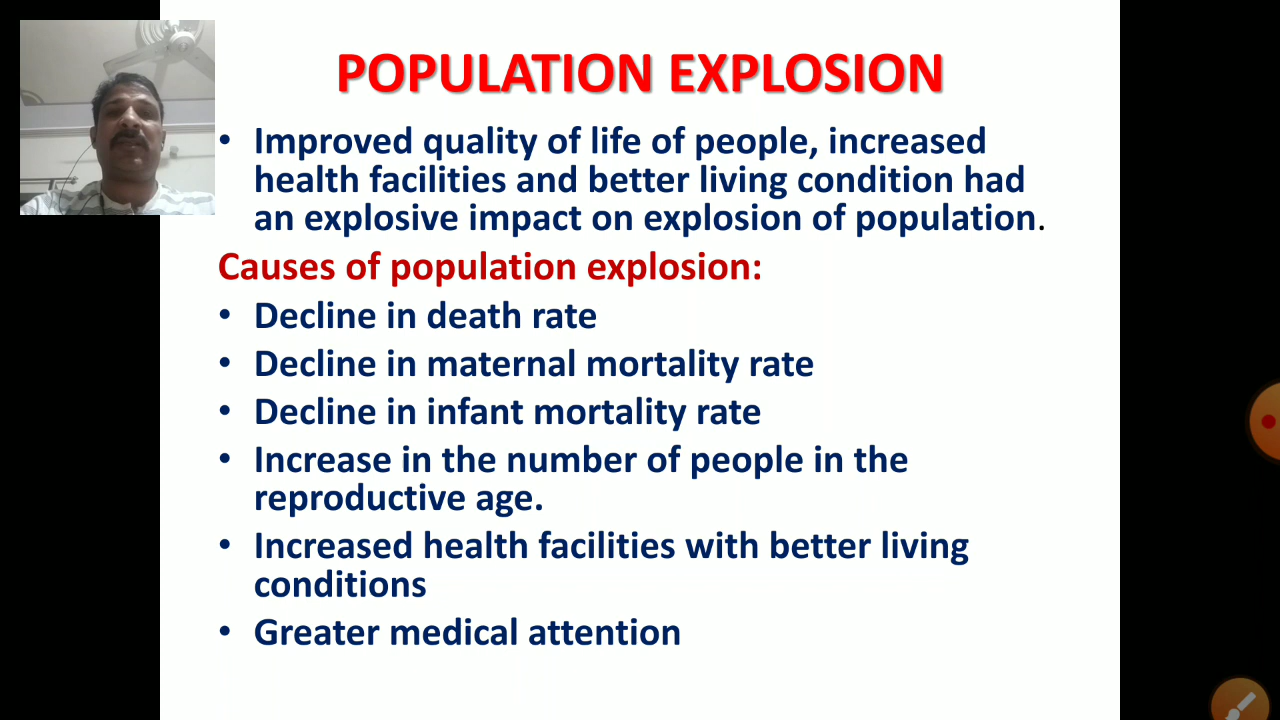 POPULATION EXPLOSION
• Improved quality of life of people, increased
health facilities and better living condition had
an explosive impact on explosion of population.
Causes of population explosion:
• Decline in death rate
• Decline in maternal mortality rate
• Decline in infant mortality rate
• Increase in the number of people in the
reproductive age.
• Increased health facilities with better living
conditions
• Greater medical attention